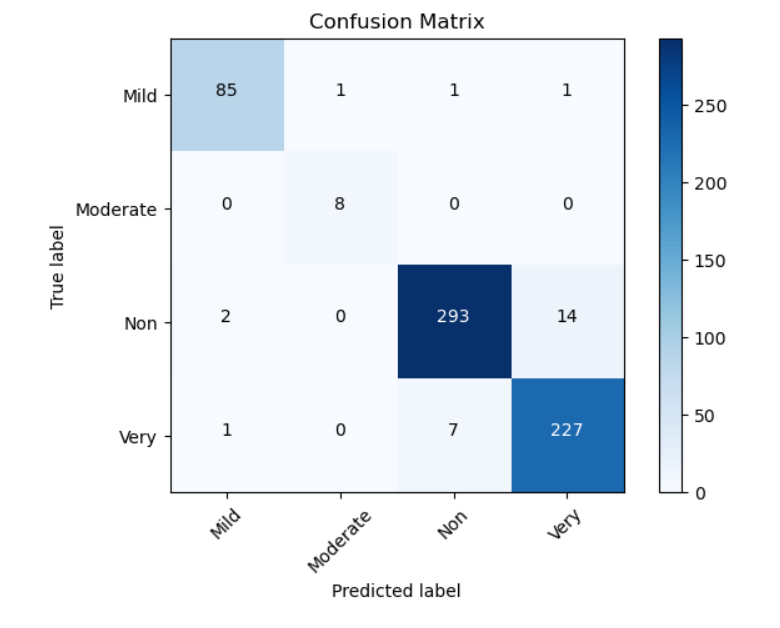 Confusion Matrix
True label
Mild 85 1 1 1
Moderate 0 8 0 0
Non 2 0 293 14
Very 1 0 7 227
Mild Moderate Non Very
Predicted label
250
200
150
100
50
0